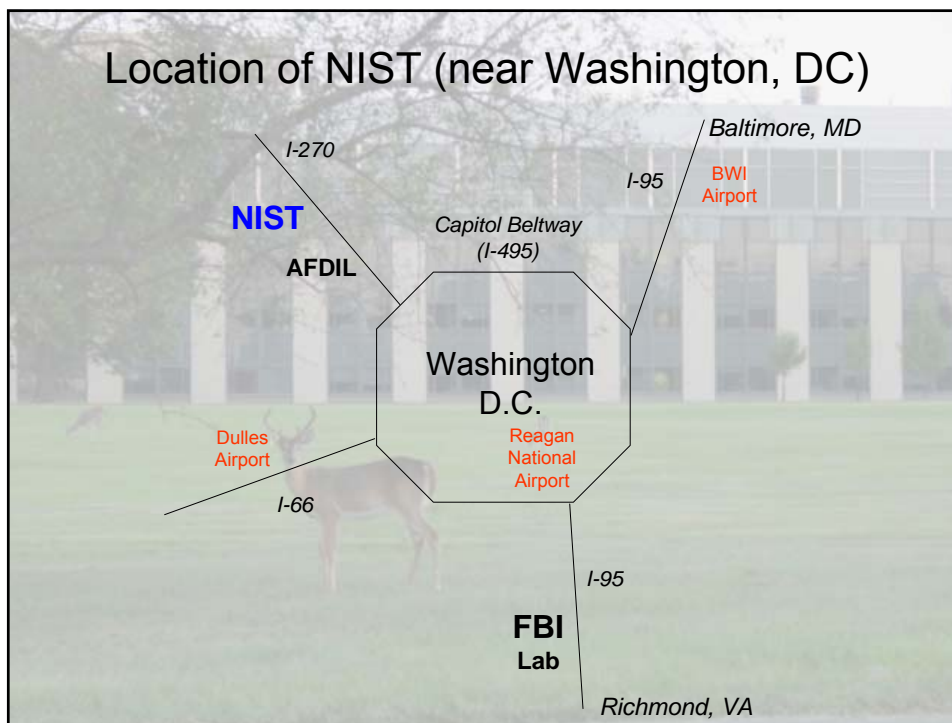 Location of NIST (near Washington, DC)
Baltimore, MD
I-270
I-95
BWI
Airport
NIST
Capitol Beltway
(I-495)
AFDIL
Washington
D.C.
Dulles
Airport
Reagan
National
Airport
I-66
I-95
FBI
Lab
Richmond, VA